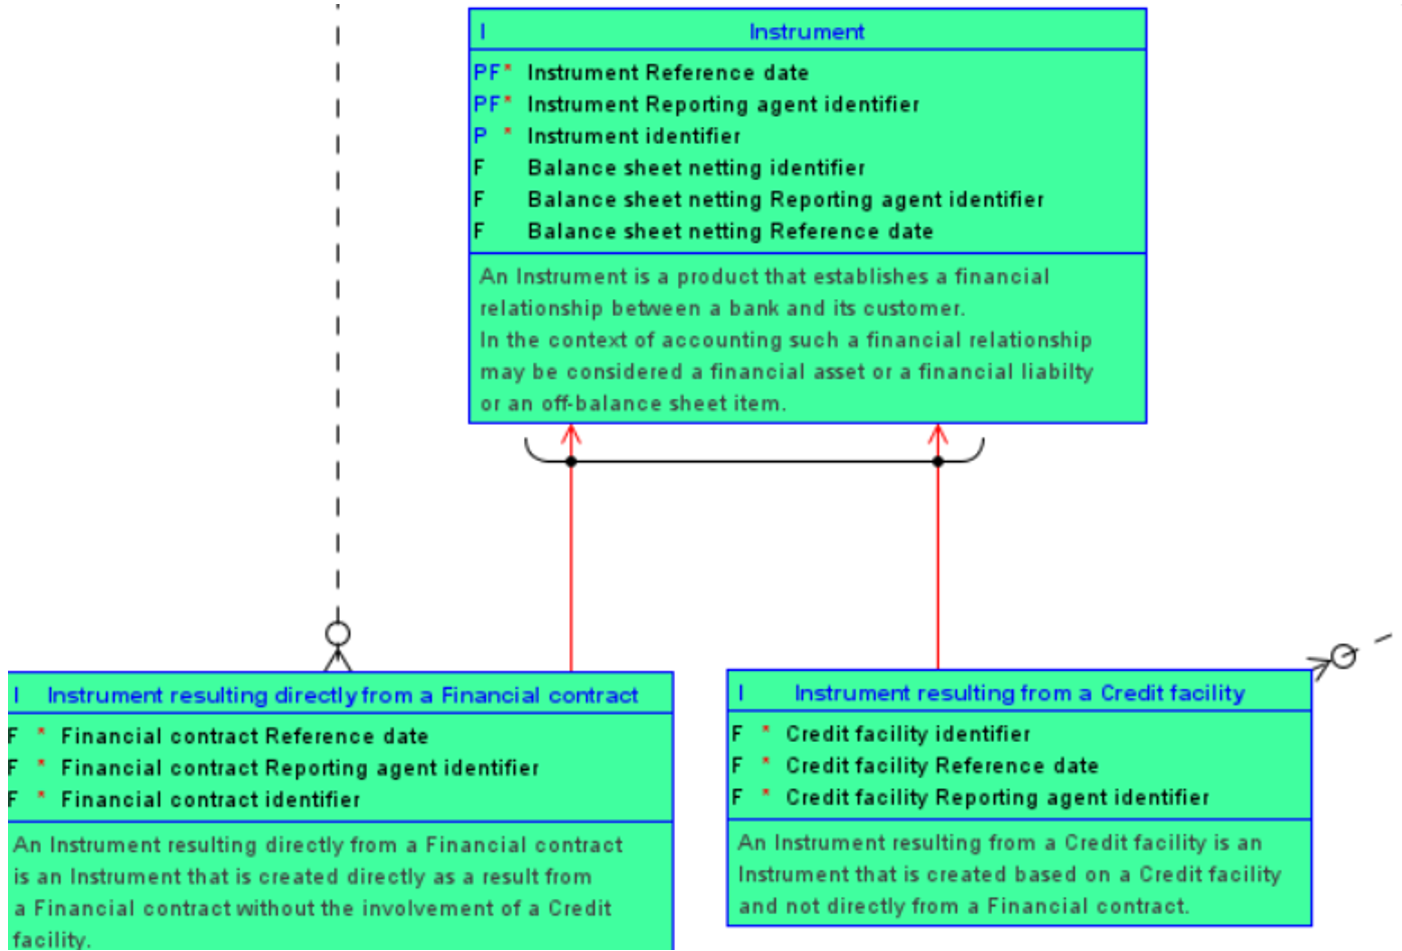 I Instrument
PF* Instrument Reference date
PF* Instrument Reporting agent identifier
P * Instrument identifier
F Balance sheet netting identifier
F Balance sheet netting Reporting agent identifier
F Balance sheet netting Reference date
An Instrument is a product that establishes a financial
relationship between a bank and its customer.
In the context of accounting such a financial relationship
may be considered a financial asset or a financial liabilty
or an off-balance sheet item.
I Instrument resulting directly from a Financial contract
F * Financial contract Reference date
F * Financial contract Reporting agent identifier
F * Financial contract identifier
An Instrument resulting directly from a Financial contract
is an Instrument that is created directly as a result from
a Financial contract without the involvement of a Credit
facility.
I Instrument resulting from a Credit facility
F * Credit facility identifier
F * Credit facility Reference date
F * Credit facility Reporting agent identifier
An Instrument resulting from a Credit facility is an
Instrument that is created based on a Credit facility
and not directly from a Financial contract.